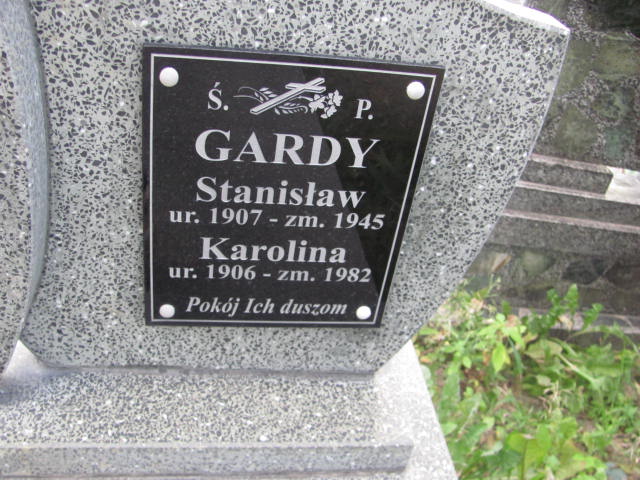 Ś. P.
GARDY
Stanisław
ur. 1907 - zm. 1945
Karolina
ur. 1906 - zm. 1982
Pokój Ich duszom